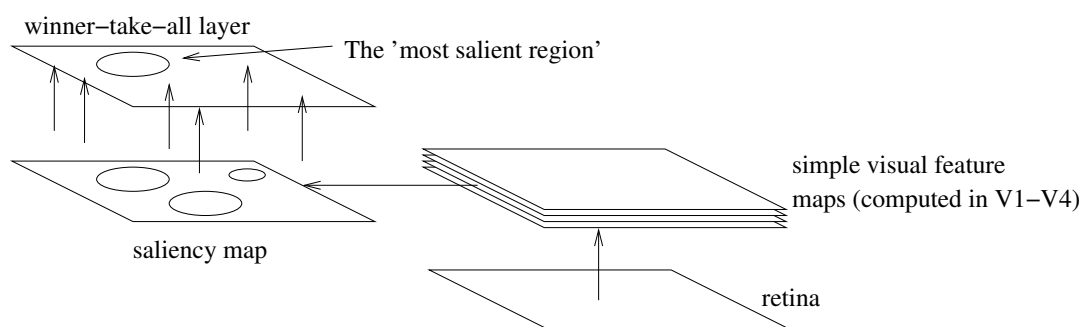 winner−take−all layer
The ’most salient region’
simple visual feature
maps (computed in V1−V4)
saliency map
retina